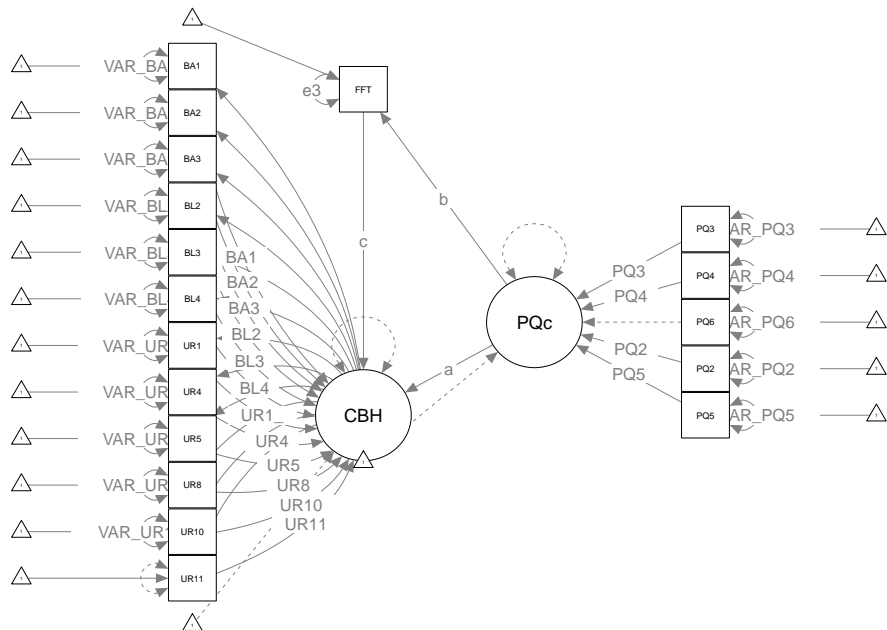 VAR_BA BA1
VAR_BA BA2
VAR_BA BA3
VAR_BL BL2
VAR_BL BL3
VAR_BL BL4
VAR_UR UR1
VAR_UR UR4
VAR_UR UR5
VAR_UR UR8
VAR_UR UR10
UR11
e3 FFT
b
c
a
BA1
BA2
BA3
BL2
BL3
BL4
UR1
UR4
UR5
UR8
UR10
UR11
CBH
PQc
PQ3
PQ4
PQ2
PQ5
PQ3 AR_PQ3
PQ4 AR_PQ4
PQ6 AR_PQ6
PQ2 AR_PQ2
PQ5 AR_PQ5